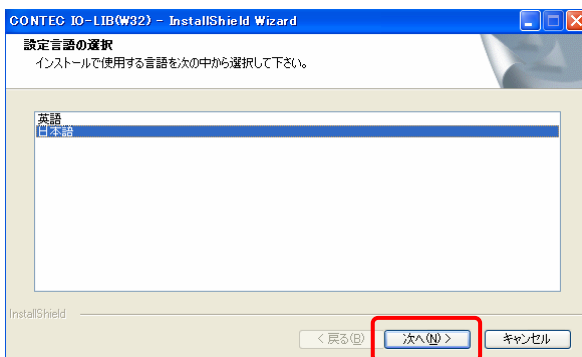 CONTEC IO-LIB(W32) - InstallShield Wizard
設定言語の選択
インストールで使用する言語を次の中から選択して下さい。
英語
日本語
InstallShield
< 戻る(B)
次へ(N) >
キャンセル